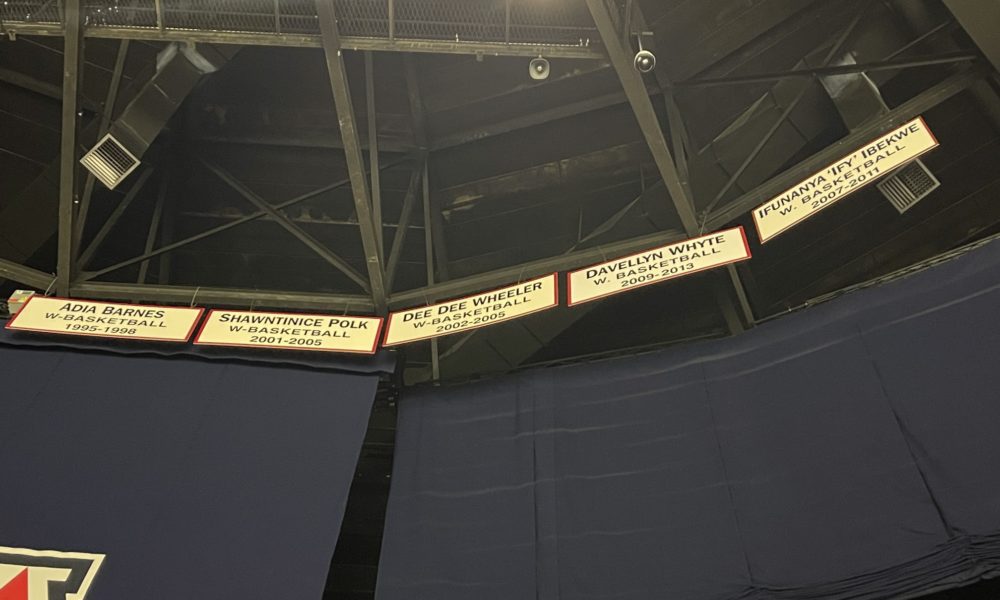 ADIA BARNES
W-BASKETBALL
1995-1998
SHAWNTINICE POLK
W-BASKETBALL
2001-2005
DEE DEE WHEELER
W-BASKETBALL
2002-2005
DAVELLYN WHYTE
W. BASKETBALL
2009-2013
IFUNANYA 'IFY' IBEKWE
W- BASKETBALL
2007-2011